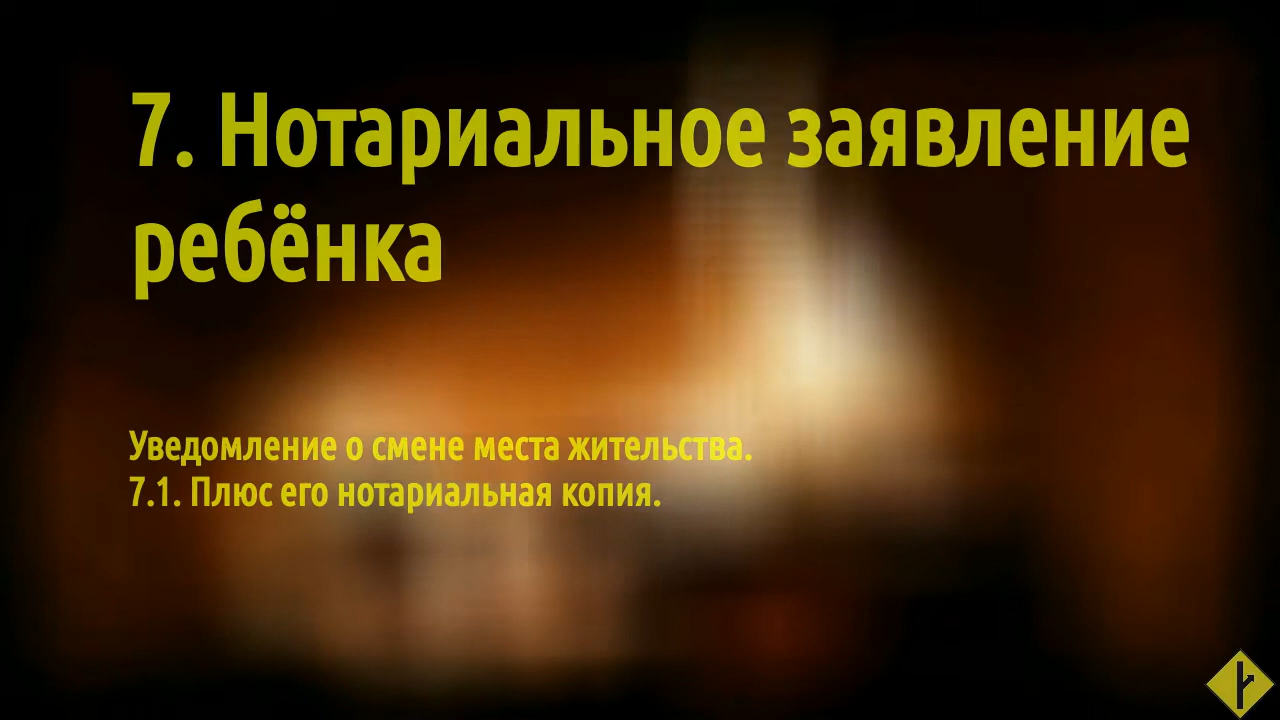 7. Нотариальное заявление
ребёнка
Уведомление о смене места жительства.
7.1. Плюс его нотариальная копия.